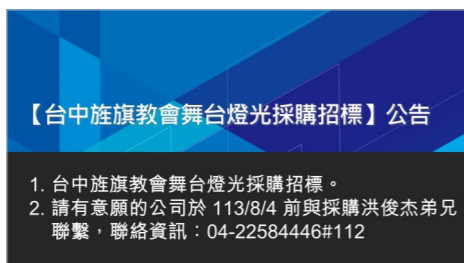 【台中旌旗教會舞台燈光採購招標】公告
1. 台中旌旗教會舞台燈光採購招標。
2. 請有意願的公司於 113/8/4 前與採購洪俊杰弟兄
聯繫，聯絡資訊：04-22584446#112